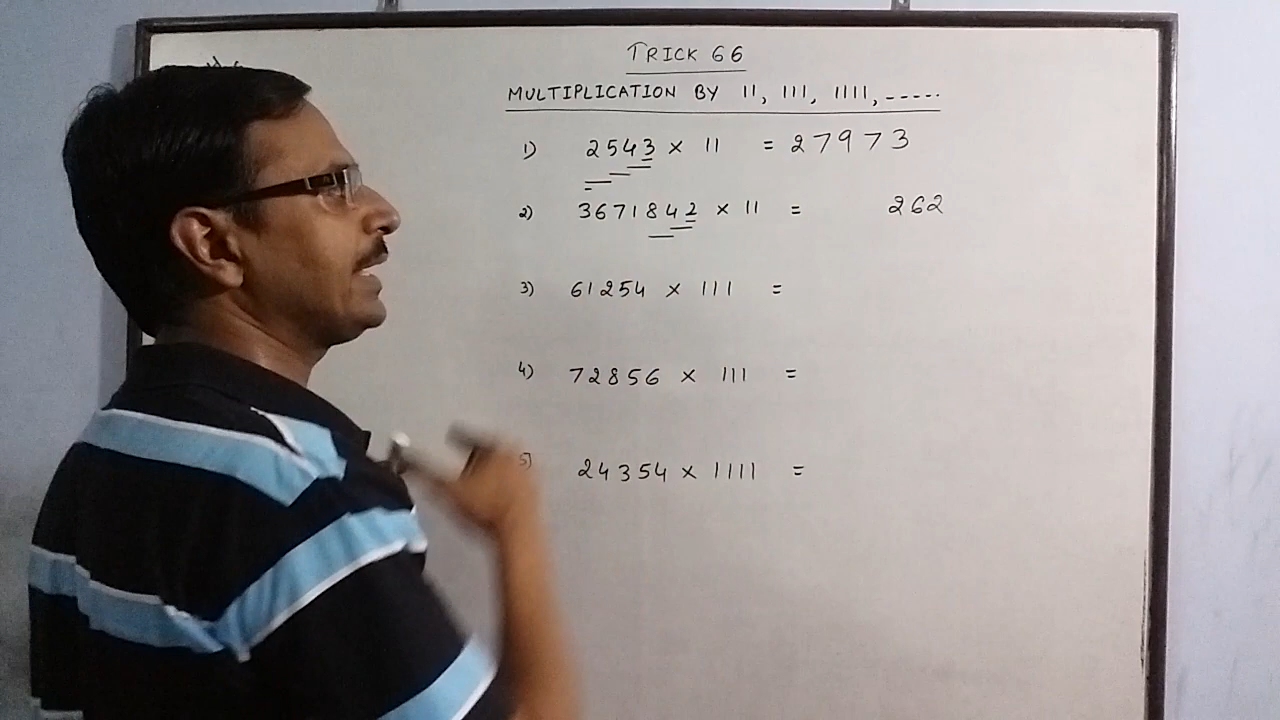 TRICK 66
MULTIPLICATION BY 11, 111, 1111, -----
1) 2543 × 11 = 27973
2) 3671842 × 11 = 262
3) 61254 × 111 =
4) 72856 × 111 =
5) 24354 × 1111 =